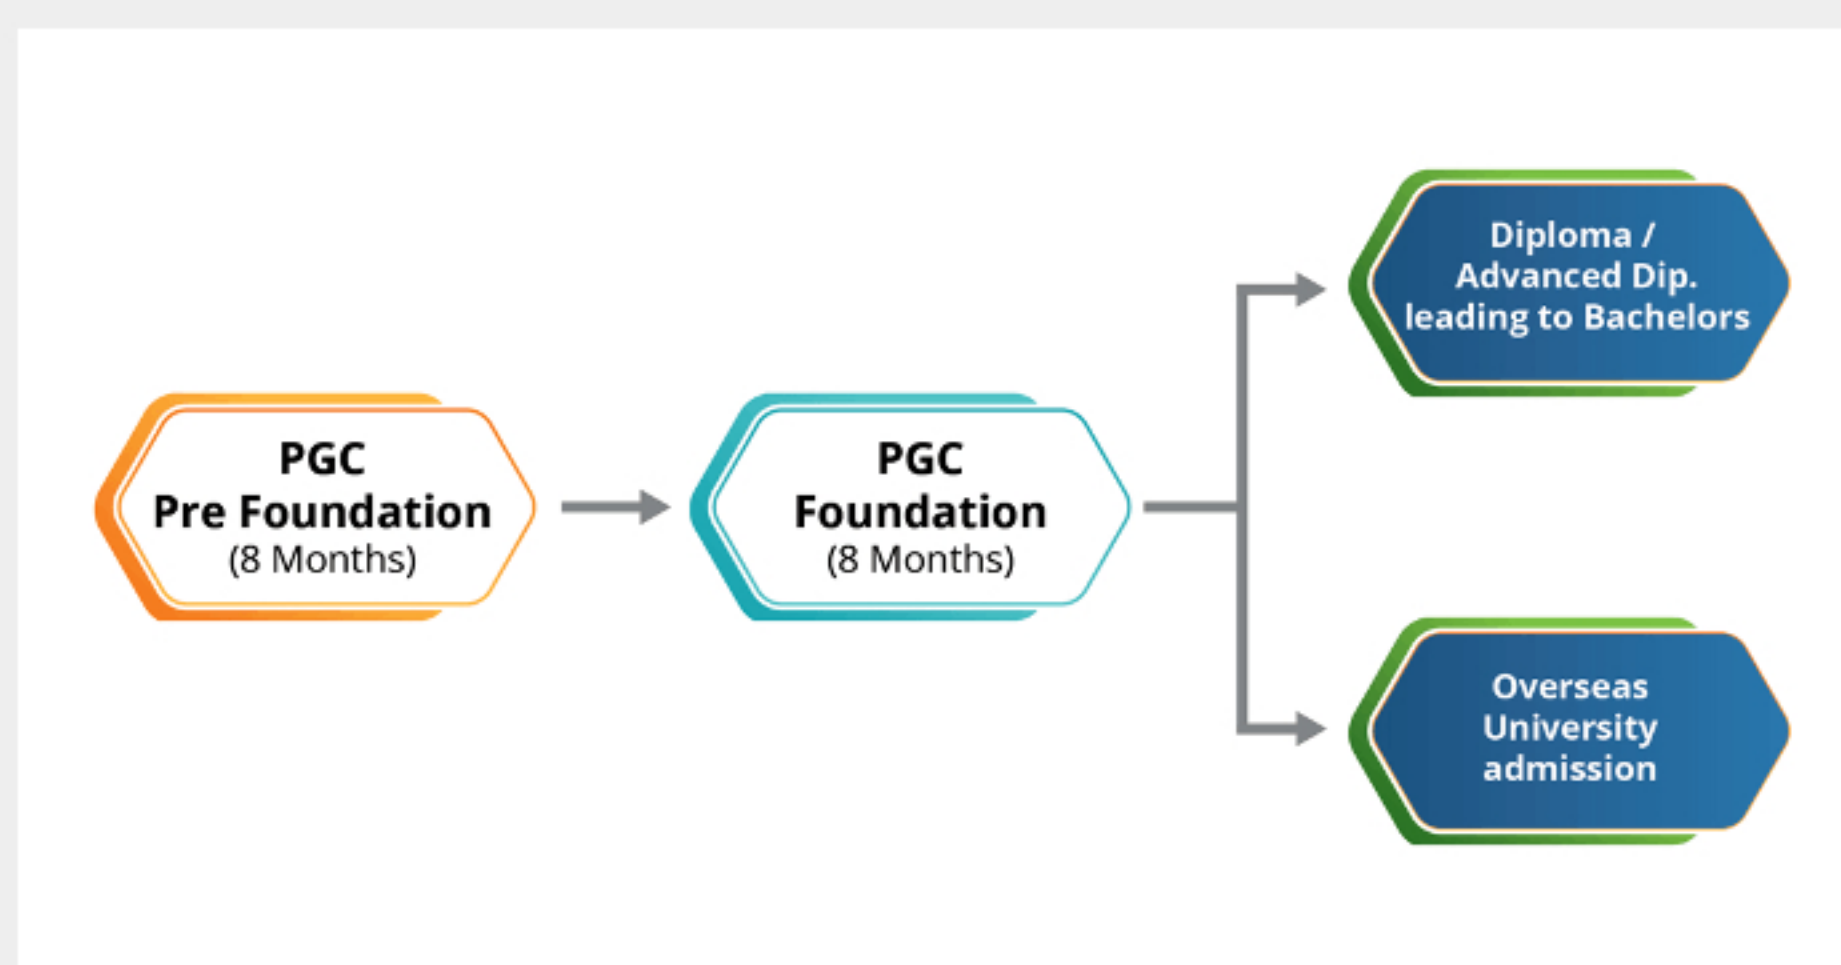 PGC
Pre Foundation
(8 Months)
PGC
Foundation
(8 Months)
Diploma /
Advanced Dip.
leading to Bachelors
Overseas
University
admission